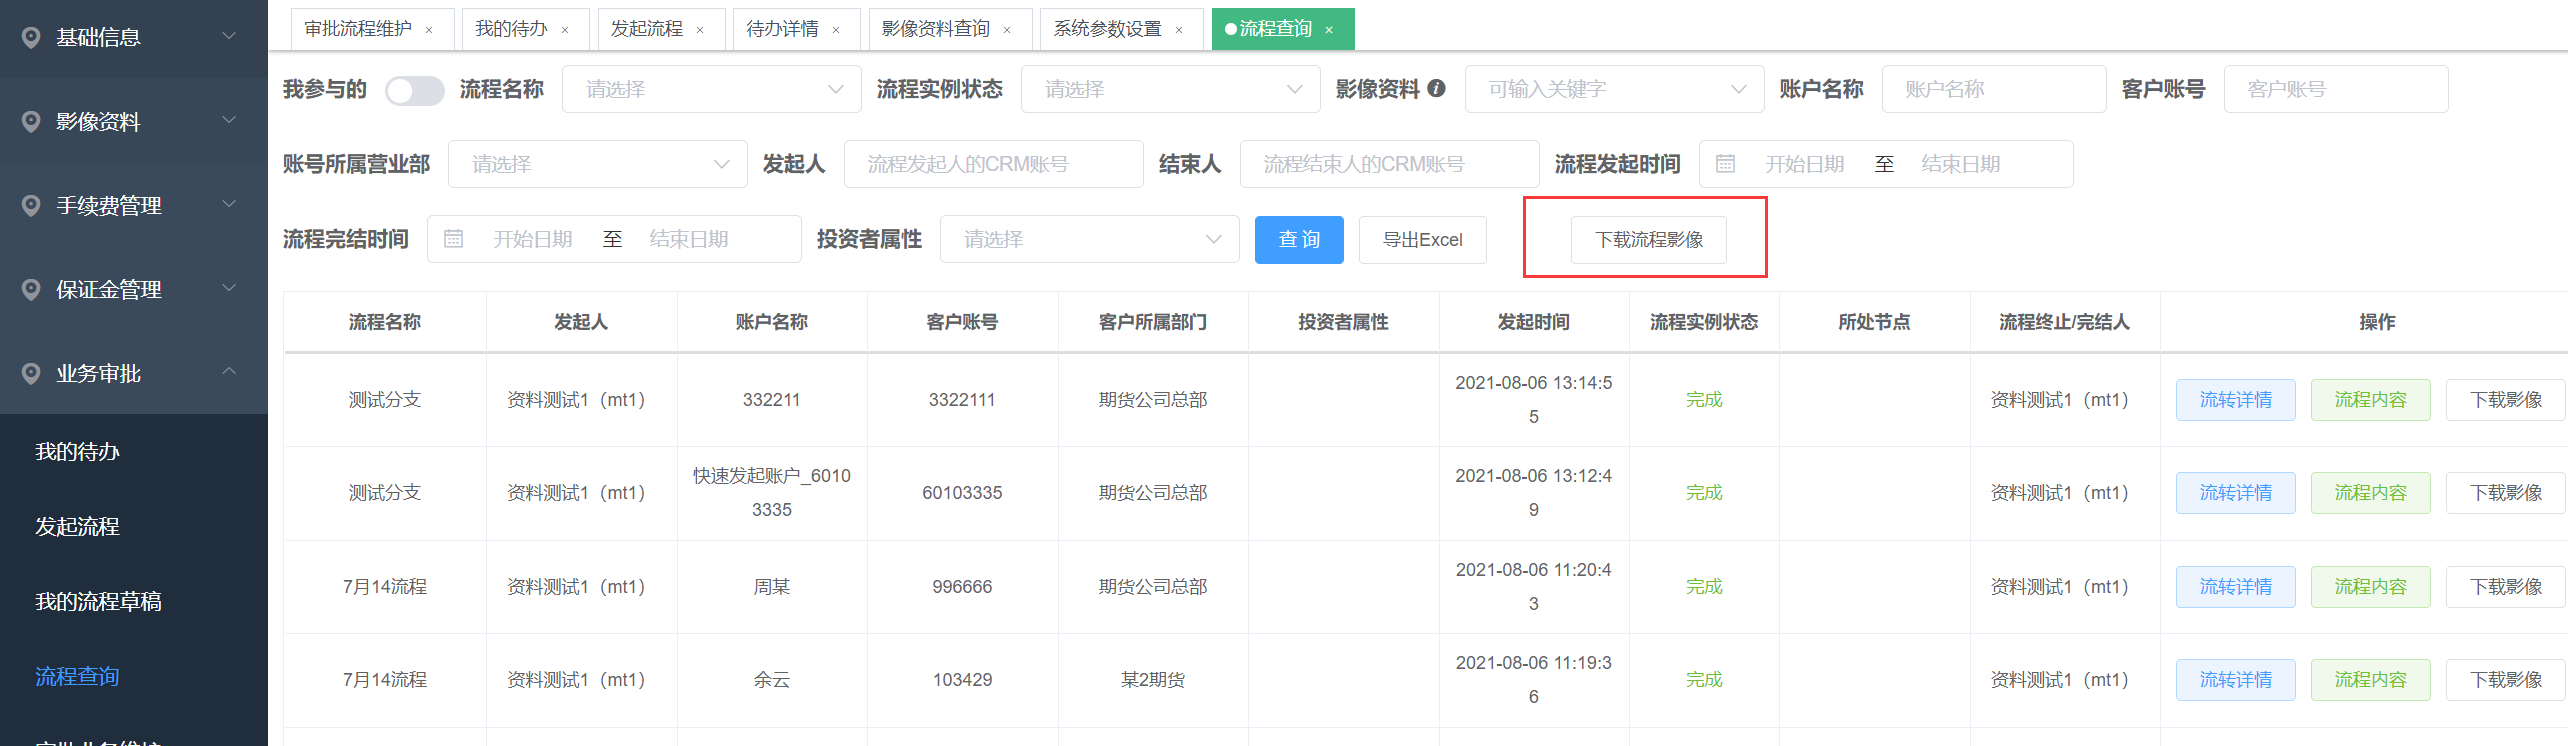 基础信息
影像资料
手续费管理
保证金管理
业务审批
我的待办
发起流程
我的流程草稿
流程查询
审批流程维护 ×
我的待办 ×
发起流程 ×
待办详情 ×
影像资料查询 ×
系统参数设置 ×
流程查询 ×
我参与的 流程名称 请选择 流程实例状态 请选择 影像资料 可输入关键字 账户名称 账户名称 客户账号 客户账号
账号所属营业部 请选择 发起人 流程发起人的CRM账号 结束人 流程结束人的CRM账号 流程发起时间 开始日期 至 结束日期
流程完结时间 开始日期 至 结束日期 投资者属性 请选择 查 询 导出Excel 下载流程影像
流程名称 发起人 账户名称 客户账号 客户所属部门 投资者属性 发起时间 流程实例状态 所处节点 流程终止/完结人 操作
测试分支 资料测试1（mt1） 332211 3322111 期货公司总部 2021-08-06 13:14:5
5 完成 资料测试1（mt1） 流转详情 流程内容 下载影像
测试分支 资料测试1（mt1） 快速发起账户_6010
3335 60103335 期货公司总部 2021-08-06 13:12:4
9 完成 资料测试1（mt1） 流转详情 流程内容 下载影像
7月14流程 资料测试1（mt1） 周某 996666 期货公司总部 2021-08-06 11:20:4
3 完成 资料测试1（mt1） 流转详情 流程内容 下载影像
7月14流程 资料测试1（mt1） 余云 103429 某2期货 2021-08-06 11:19:3
6 完成 资料测试1（mt1） 流转详情 流程内容 下载影像